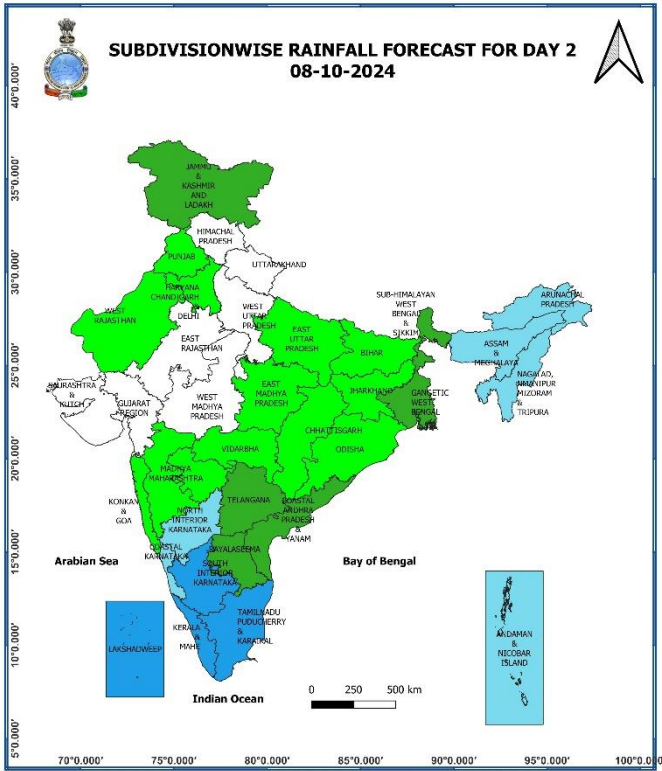 SUBDIVISIONWISE RAINFALL FORECAST FOR DAY 2
08-10-2024
40°0.000'
35°0.000'
30°0.000'
25°0.000'
20°0.000'
15°0.000'
10°0.000'
5°0.000'
JAMMU
&
KASHMIR
AND
LADAKH
HIMACHAL
PRADESH
PUNJAB
UTTARAKHAND
HARYANA
CHANDIGARH
DELHI
WEST
RAJASTHAN
WEST
UTTAR
PRADESH
EAST
RAJASTHAN
EAST
UTTAR
PRADESH
SUB-HIMALAYAN
WEST
BENGAL
&
SIKKIM
ARUNACHAL
PRADESH
ASSAM
&
MEGHALAYA
NAGALAD,
MANIPUR
MIZORAM
&
TRIPURA
BIHAR
SAURASHTRA
&
KUTCH
GUJARAT
REGION
WEST
MADHYA
PRADESH
EAST
MADHYA
PRADESH
JHARKHAND
GANGETIC
WEST
BENGAL
CHHATTISGARH
ODISHA
VIDARBHA
MADHYA
MAHARASHTRA
KONKAN
&
GOA
TELANGANA
COASTAL
ANDHRA
PRADESH
&
YANAM
NORTH
INTERIOR
KARNATAKA
COASTAL
KARNATAKA
RAYALASEEMA
SOUTH
INTERIOR
KARNATAKA
Arabian Sea
Bay of Bengal
LAKSHADWEEP
KERALA
&
MAHE
TAMILNADU
PUDUCHERRY
&
KARAIKAL
ANDAMAN
&
NICOBAR
ISLAND
Indian Ocean
0 250 500 km
70°0.000' 75°0.000' 80°0.000' 85°0.000' 90°0.000' 95°0.000' 100°0.0